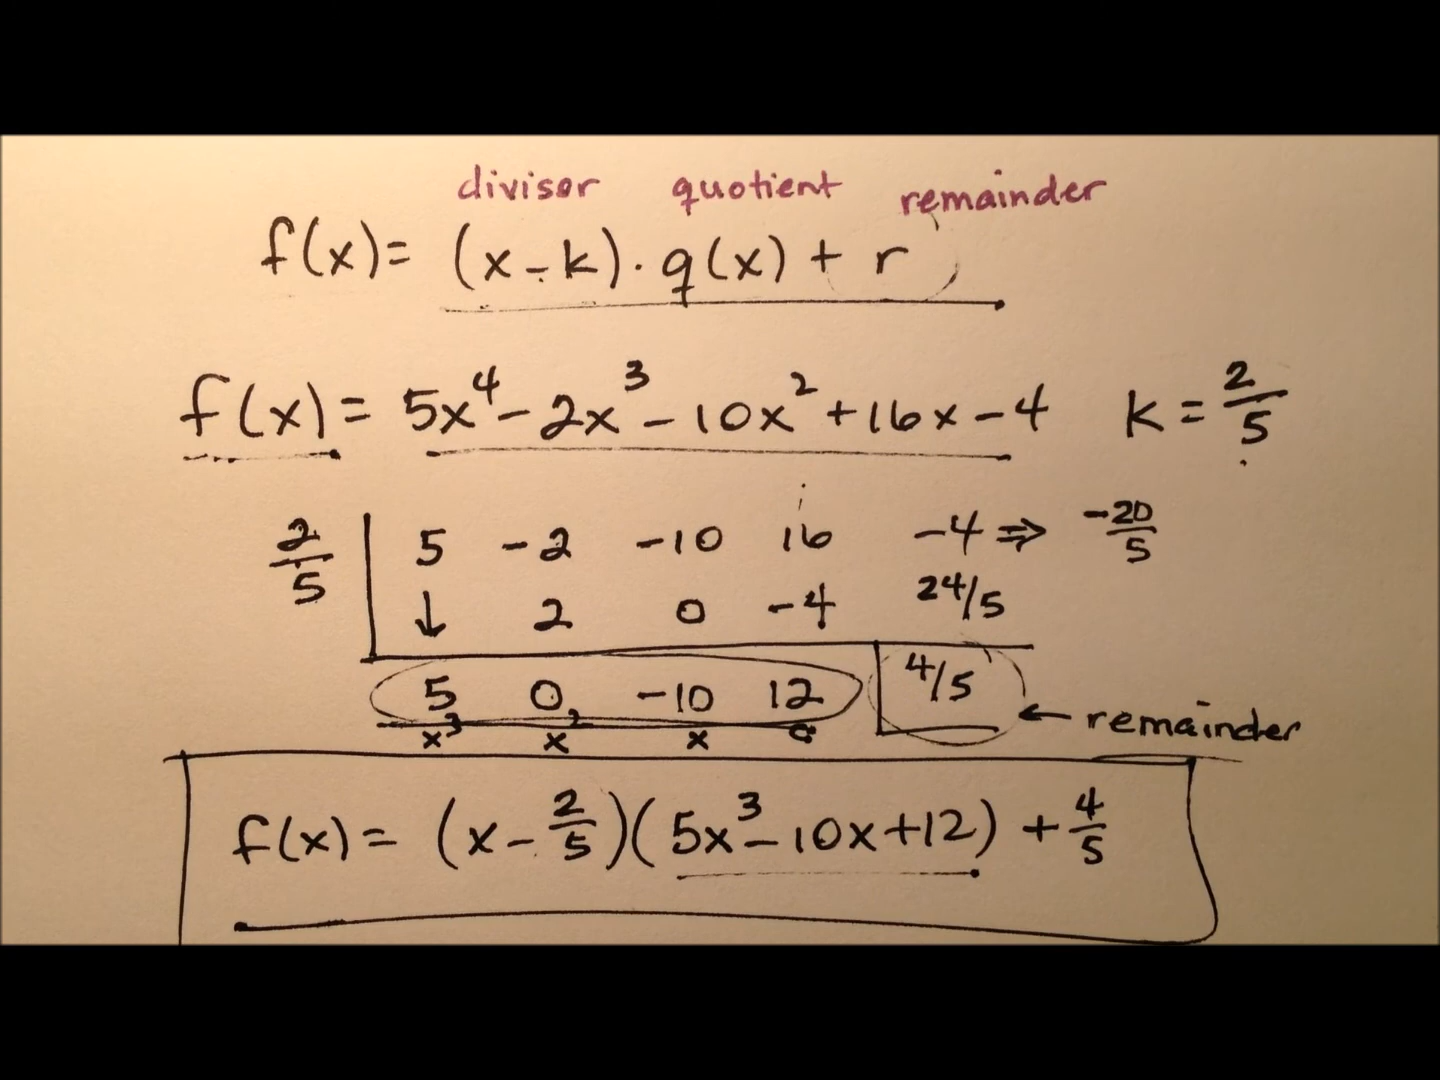 divisor quotient remainder
f(x) = (x - k) · q(x) + r
f(x) = 5x⁴ - 2x³ - 10x² + 16x - 4 k = 2/5
2/5 | 5 -2 -10 16 -4 ⇒ -20/5
↓ 2 0 -4 24/5
5 0 -10 12 4/5
x³ x² x c ← remainder
f(x) = (x - 2/5)(5x³ - 10x + 12) + 4/5